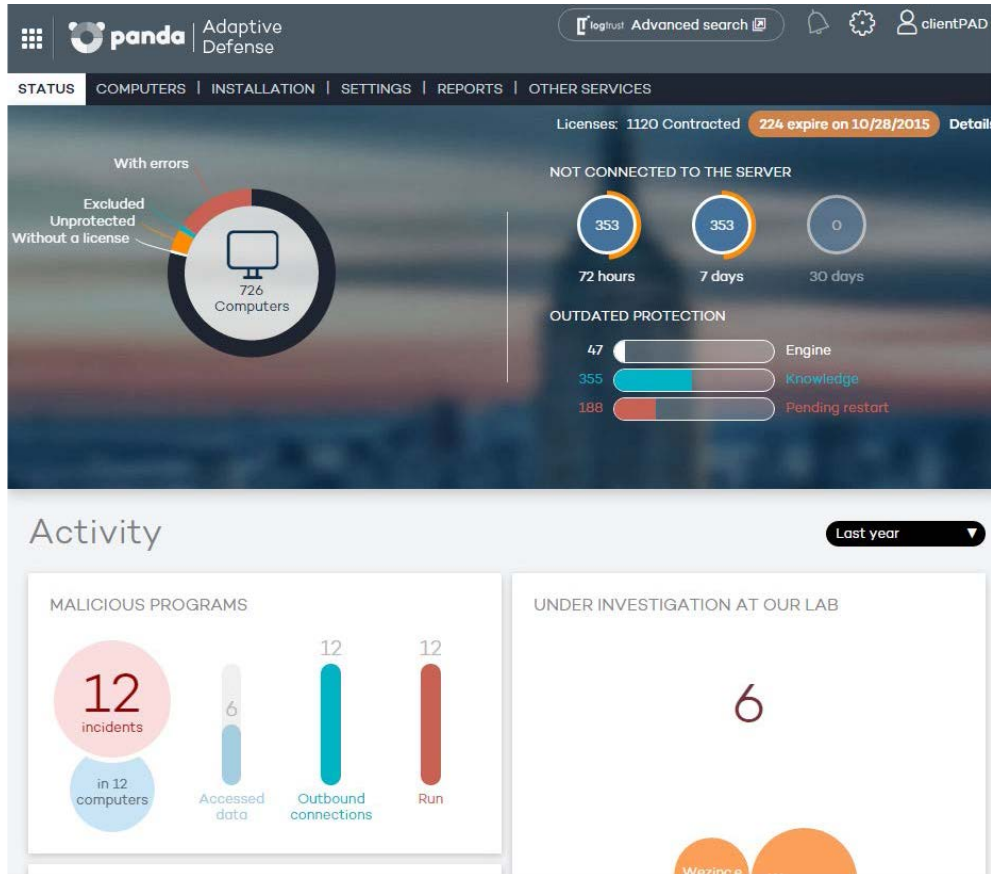 panda Adaptive
Defense
logtrust Advanced search
clientPAD
STATUS COMPUTERS | INSTALLATION | SETTINGS | REPORTS | OTHER SERVICES
Licenses: 1120 Contracted 224 expire on 10/28/2015 Details
With errors
Excluded
Unprotected
Without a license
726
Computers
NOT CONNECTED TO THE SERVER
353 353 0
72 hours 7 days 30 days
OUTDATED PROTECTION
47 Engine
355 Knowledge
188 Pending restart
Activity
Last year
MALICIOUS PROGRAMS
12
incidents
in 12
computers
6
Accessed
data
12
Outbound
connections
12
Run
UNDER INVESTIGATION AT OUR LAB
6